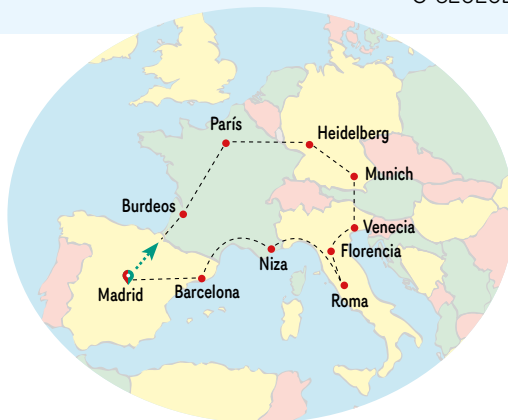 París
Heidelberg
Munich
Burdeos
Venecia
Florencia
Niza
Madrid
Barcelona
Roma